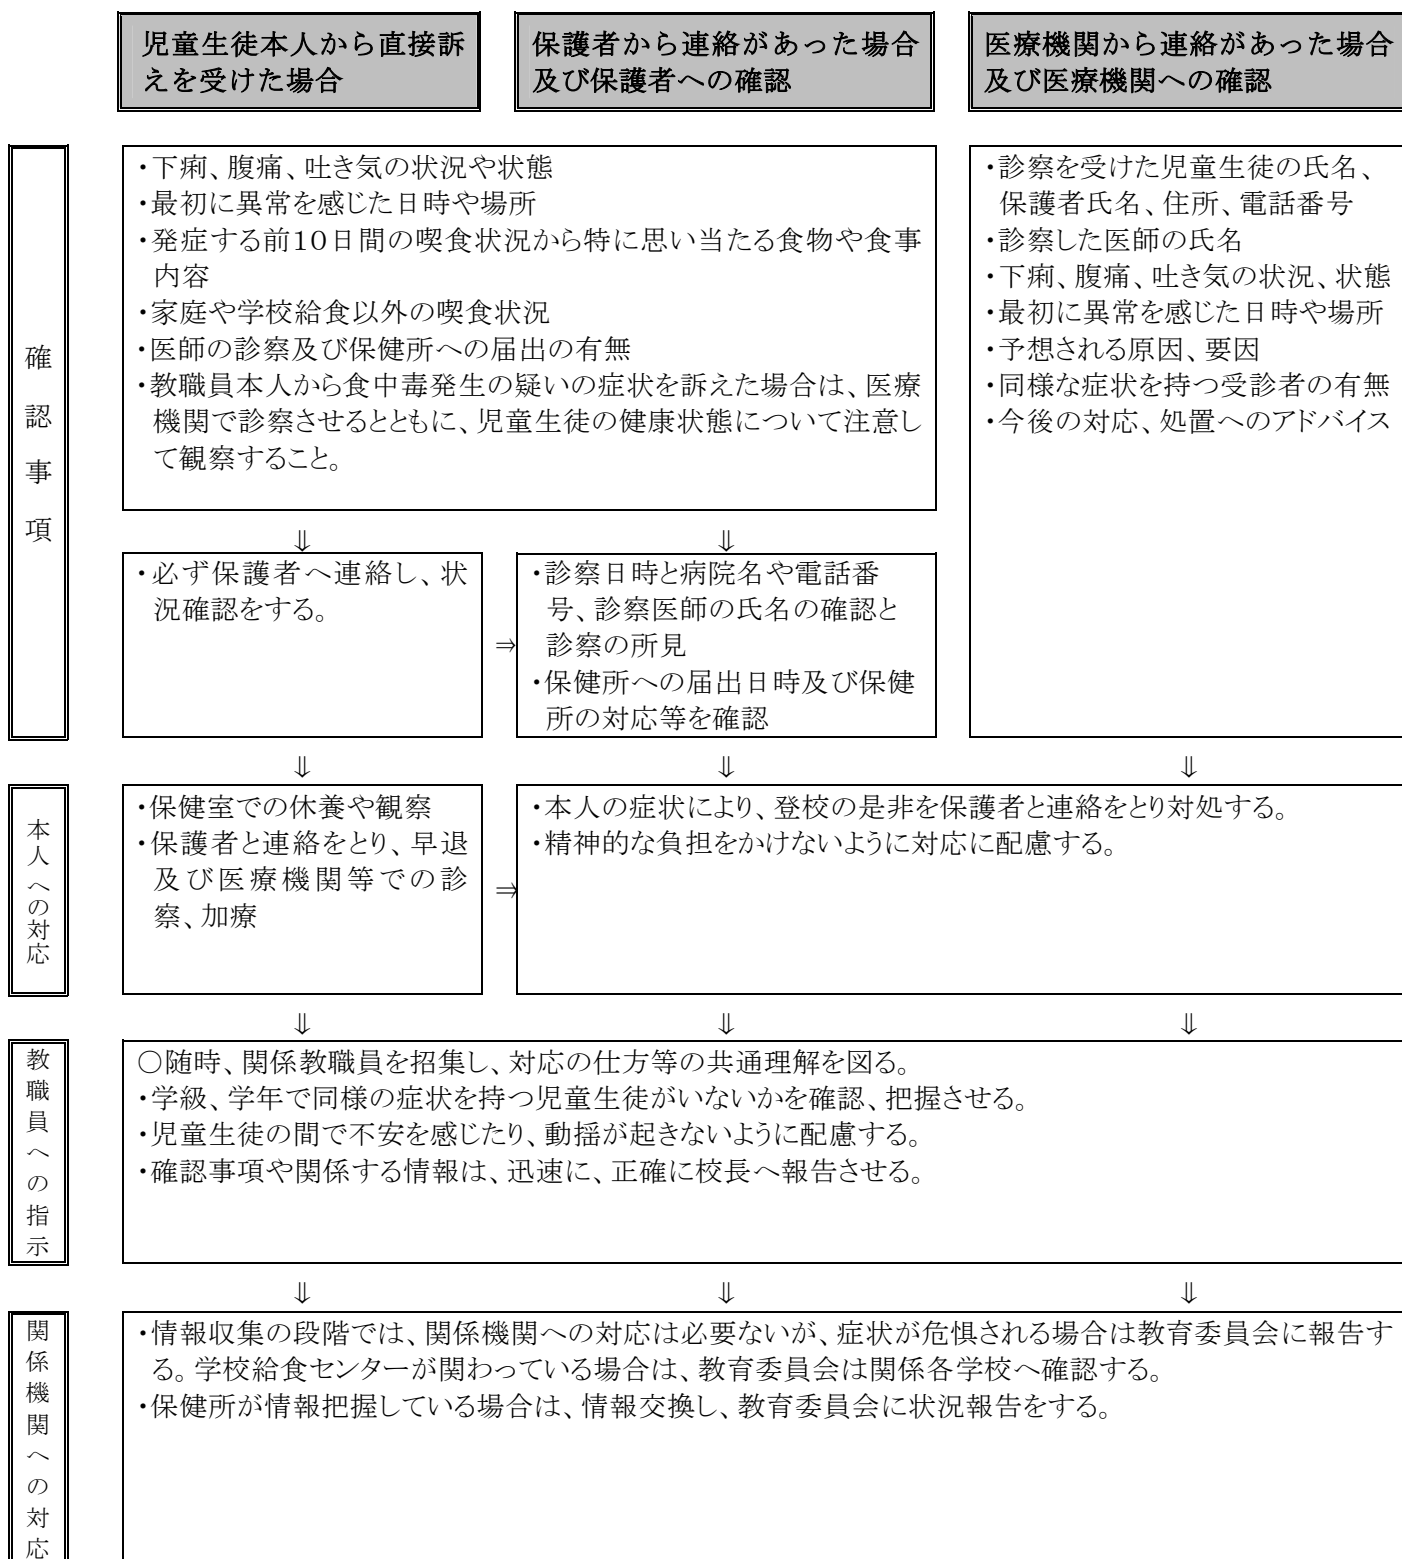 児童生徒本人から直接訴
えを受けた場合
保護者から連絡があった場合
及び保護者への確認
医療機関から連絡があった場合
及び医療機関への確認
確認事項
・下痢、腹痛、吐き気の状況や状態
・最初に異常を感じた日時や場所
・発症する前10日間の喫食状況から特に思い当たる食物や食事
内容
・家庭や学校給食以外の喫食状況
・医師の診察及び保健所への届出の有無
・教職員本人から食中毒発生の疑いの症状を訴えた場合は、医療
機関で診察させるとともに、児童生徒の健康状態について注意し
て観察すること。
・診察を受けた児童生徒の氏名、
保護者氏名、住所、電話番号
・診察した医師の氏名
・下痢、腹痛、吐き気の状況、状態
・最初に異常を感じた日時や場所
・予想される原因、要因
・同様な症状を持つ受診者の有無
・今後の対応、処置へのアドバイス
⇓ ⇓
・必ず保護者へ連絡し、状
況確認をする。
⇒
・診察日時と病院名や電話番
号、診察医師の氏名の確認と
診察の所見
・保健所への届出日時及び保健
所の対応等を確認
⇓ ⇓ ⇓
本人への対応
・保健室での休養や観察
・保護者と連絡をとり、早退
及び医療機関等での診
察、加療
⇒
・本人の症状により、登校の是非を保護者と連絡をとり対処する。
・精神的な負担をかけないように対応に配慮する。
⇓ ⇓ ⇓
教職員への指示
○随時、関係教職員を招集し、対応の仕方等の共通理解を図る。
・学級、学年で同様の症状を持つ児童生徒がいないかを確認、把握させる。
・児童生徒の間で不安を感じたり、動揺が起きないように配慮する。
・確認事項や関係する情報は、迅速に、正確に校長へ報告させる。
⇓ ⇓ ⇓
関係機関への対応
・情報収集の段階では、関係機関への対応は必要ないが、症状が危惧される場合は教育委員会に報告す
る。学校給食センターが関わっている場合は、教育委員会は関係各学校へ確認する。
・保健所が情報把握している場合は、情報交換し、教育委員会に状況報告をする。